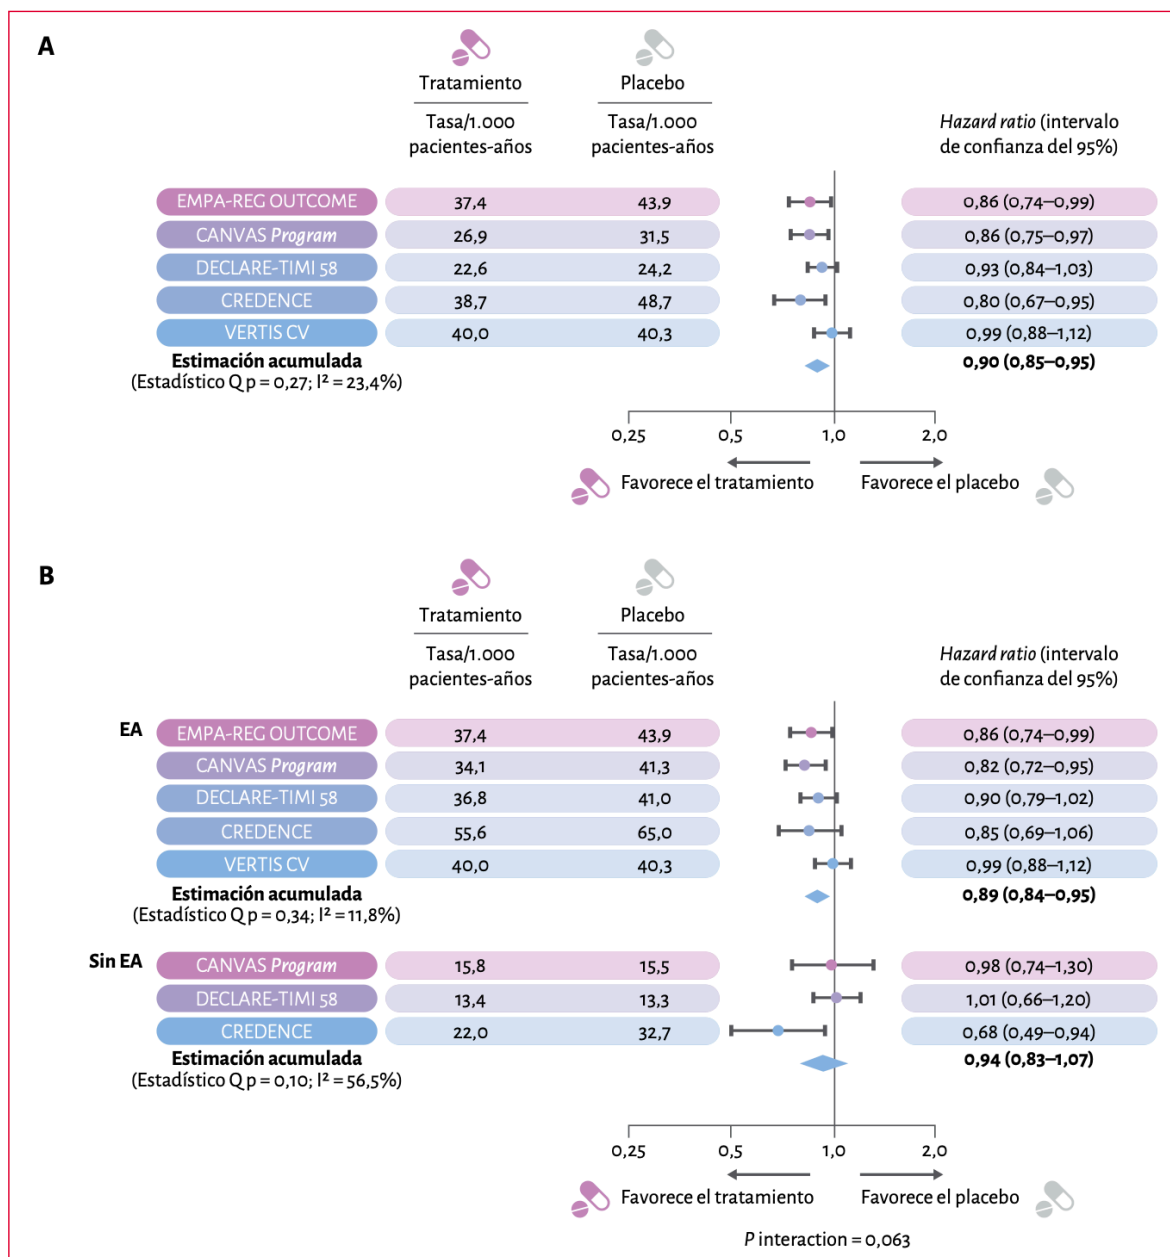 A
Tratamiento Placebo
Tasa/1.000 Tasa/1.000 Hazard ratio (intervalo
pacientes-años pacientes-años de confianza del 95%)
EMPA-REG OUTCOME 37,4 43,9 0,86 (0,74–0,99)
CANVAS Program 26,9 31,5 0,86 (0,75–0,97)
DECLARE-TIMI 58 22,6 24,2 0,93 (0,84–1,03)
CREDENCE 38,7 48,7 0,80 (0,67–0,95)
VERTIS CV 40,0 40,3 0,99 (0,88–1,12)
Estimación acumulada 0,90 (0,85–0,95)
(Estadístico Q p = 0,27; I² = 23,4%)
0,25 0,5 1,0 2,0
Favorece el tratamiento Favorece el placebo
B
Tratamiento Placebo
Tasa/1.000 Tasa/1.000 Hazard ratio (intervalo
pacientes-años pacientes-años de confianza del 95%)
EA EMPA-REG OUTCOME 37,4 43,9 0,86 (0,74–0,99)
CANVAS Program 34,1 41,3 0,82 (0,72–0,95)
DECLARE-TIMI 58 36,8 41,0 0,90 (0,79–1,02)
CREDENCE 55,6 65,0 0,85 (0,69–1,06)
VERTIS CV 40,0 40,3 0,99 (0,88–1,12)
Estimación acumulada 0,89 (0,84–0,95)
(Estadístico Q p = 0,34; I² = 11,8%)
Sin EA CANVAS Program 15,8 15,5 0,98 (0,74–1,30)
DECLARE-TIMI 58 13,4 13,3 1,01 (0,66–1,20)
CREDENCE 22,0 32,7 0,68 (0,49–0,94)
Estimación acumulada 0,94 (0,83–1,07)
(Estadístico Q p = 0,10; I² = 56,5%)
0,25 0,5 1,0 2,0
Favorece el tratamiento Favorece el placebo
P interaction = 0,063